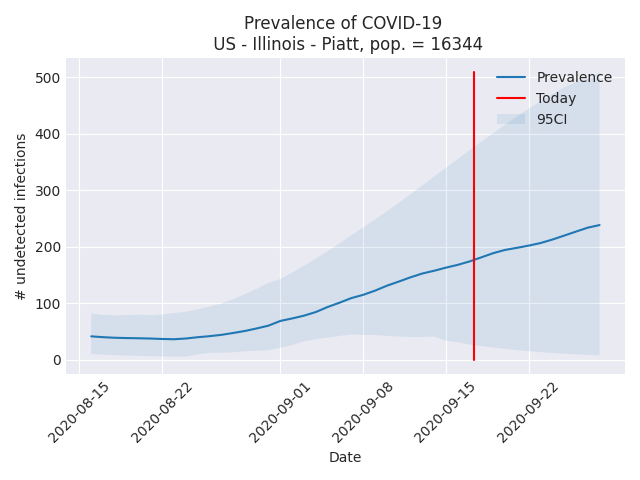 Prevalence of COVID-19
US - Illinois - Piatt, pop. = 16344
500
400
300
200
100
0
# undetected infections
Prevalence
Today
95CI
2020-08-15
2020-08-22
2020-09-01
2020-09-08
2020-09-15
2020-09-22
Date